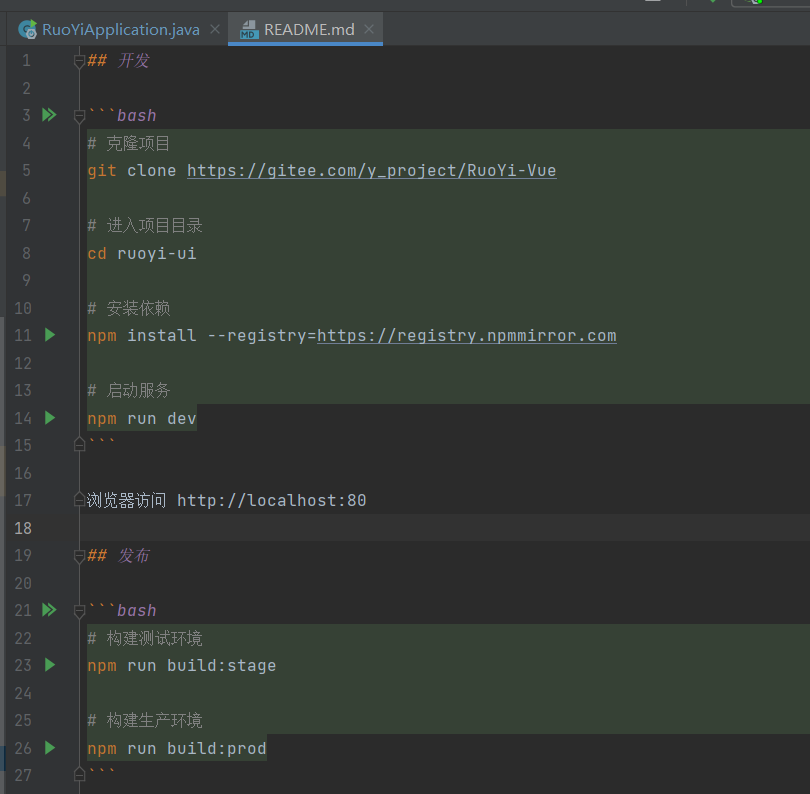 RuoYiApplication.java README.md
1 ## 开发
2
3 ```bash
4 # 克隆项目
5 git clone https://gitee.com/y_project/RuoYi-Vue
6
7 # 进入项目目录
8 cd ruoyi-ui
9
10 # 安装依赖
11 npm install --registry=https://registry.npmmirror.com
12
13 # 启动服务
14 npm run dev
15 ```
16
17 浏览器访问 http://localhost:80
18
19 ## 发布
20
21 ```bash
22 # 构建测试环境
23 npm run build:stage
24
25 # 构建生产环境
26 npm run build:prod
27 ```